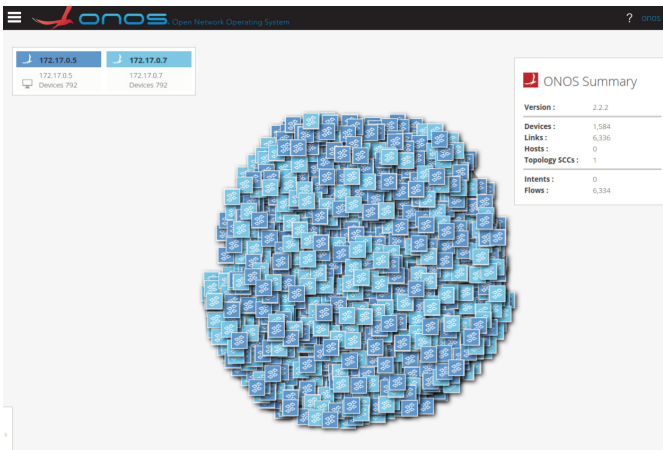 onos Open Network Operating System
? onos
172.17.0.5
172.17.0.5
Devices 792
172.17.0.7
172.17.0.7
Devices 792
ONOS Summary
Version : 2.2.2
Devices : 1,584
Links : 6,336
Hosts : 0
Topology SCCs : 1
Intents : 0
Flows : 6,334